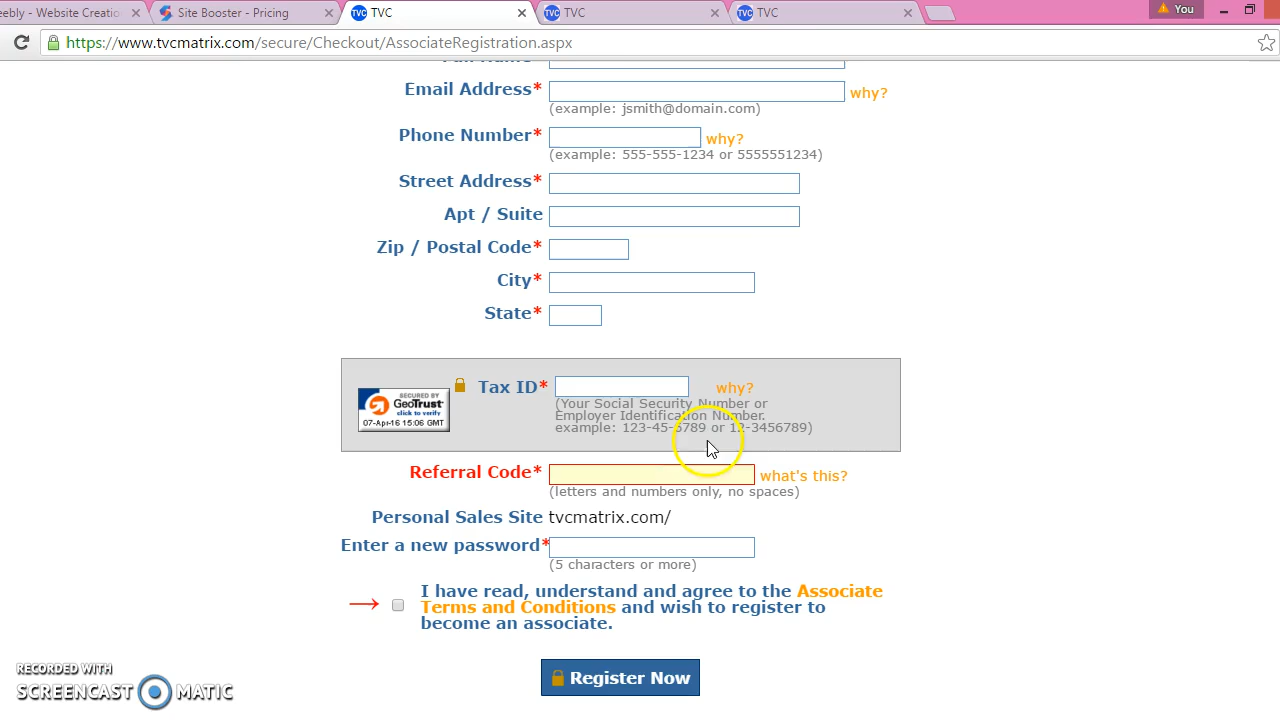 eebly - Website Creatio
Site Booster - Pricing
TVC
TVC
TVC
You
https://www.tvcmatrix.com/secure/Checkout/AssociateRegistration.aspx
Full Name*
Email Address*
why?
(example: jsmith@domain.com)
Phone Number*
why?
(example: 555-555-1234 or 5555551234)
Street Address*
Apt / Suite
Zip / Postal Code*
City*
State*
SECURED BY
GeoTrust
click to verify
07-Apr-16 15:06 GMT
Tax ID*
why?
(Your Social Security Number or
Employer Identification Number.
example: 123-45-6789 or 12-3456789)
Referral Code*
what's this?
(letters and numbers only, no spaces)
Personal Sales Site tvcmatrix.com/
Enter a new password*
(5 characters or more)
I have read, understand and agree to the Associate
Terms and Conditions and wish to register to
become an associate.
Register Now
RECORDED WITH
SCREENCAST MATIC